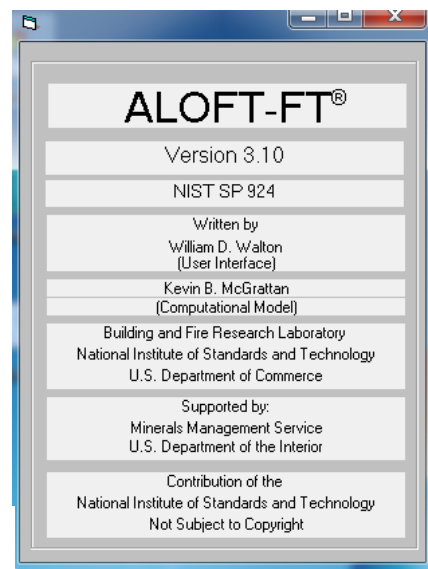 ALOFT-FT®
Version 3.10
NIST SP 924
Written by
William D. Walton
(User Interface)
Kevin B. McGrattan
(Computational Model)
Building and Fire Research Laboratory
National Institute of Standards and Technology
U.S. Department of Commerce
Supported by:
Minerals Management Service
U.S. Department of the Interior
Contribution of the
National Institute of Standards and Technology
Not Subject to Copyright